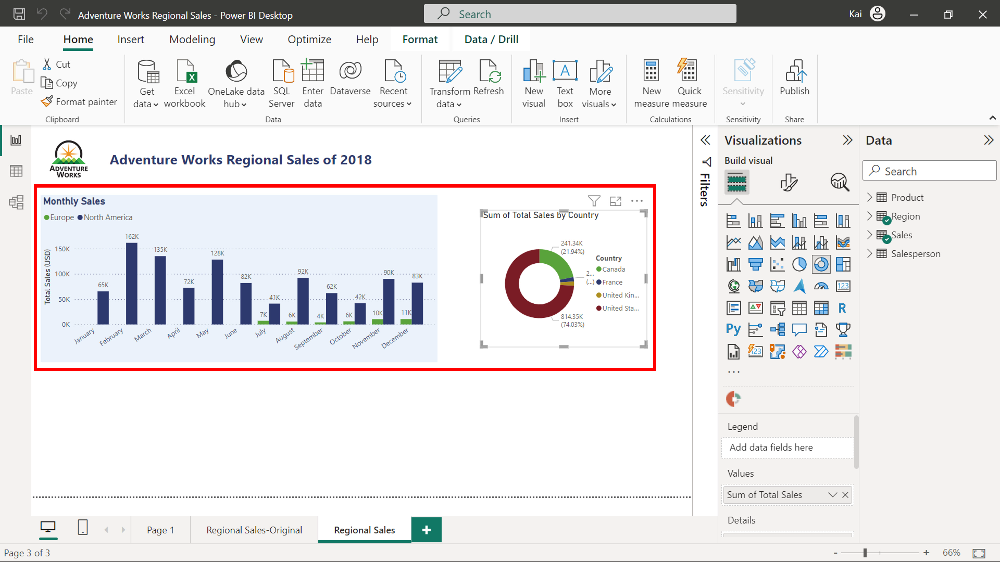 Adventure Works Regional Sales - Power BI Desktop
Search
Kai
File Home Insert Modeling View Optimize Help Format Data / Drill
Paste
Cut
Copy
Format painter
Clipboard
Get data
Excel workbook
OneLake data hub
SQL Server
Enter data
Dataverse
Recent sources
Data
Transform data
Refresh
Queries
New visual
A
Text box
More visuals
Insert
New measure
Quick measure
Calculations
Sensitivity
Sensitivity
Publish
Share
ADVENTURE
WORKS
Adventure Works Regional Sales of 2018
Monthly Sales
Europe North America
Total Sales (USD)
150K
100K
50K
0K
65K
162K
135K
72K
128K
82K
7K
41K
6K
92K
4K
62K
6K
42K
10K
90K
11K
83K
January
February
March
April
May
June
July
August
September
October
November
December
Sum of Total Sales by Country
241.34K
(21.94%)
2...
(...)
814.35K
(74.03%)
Country
Canada
France
United Kin...
United Sta...
Filters
Visualizations
Build visual
123
R
Py
123
...
Legend
Add data fields here
Values
Sum of Total Sales
Details
Data
Search
Product
Region
Sales
Salesperson
Page 1
Regional Sales-Original
Regional Sales
+
Page 3 of 3
- + 66%